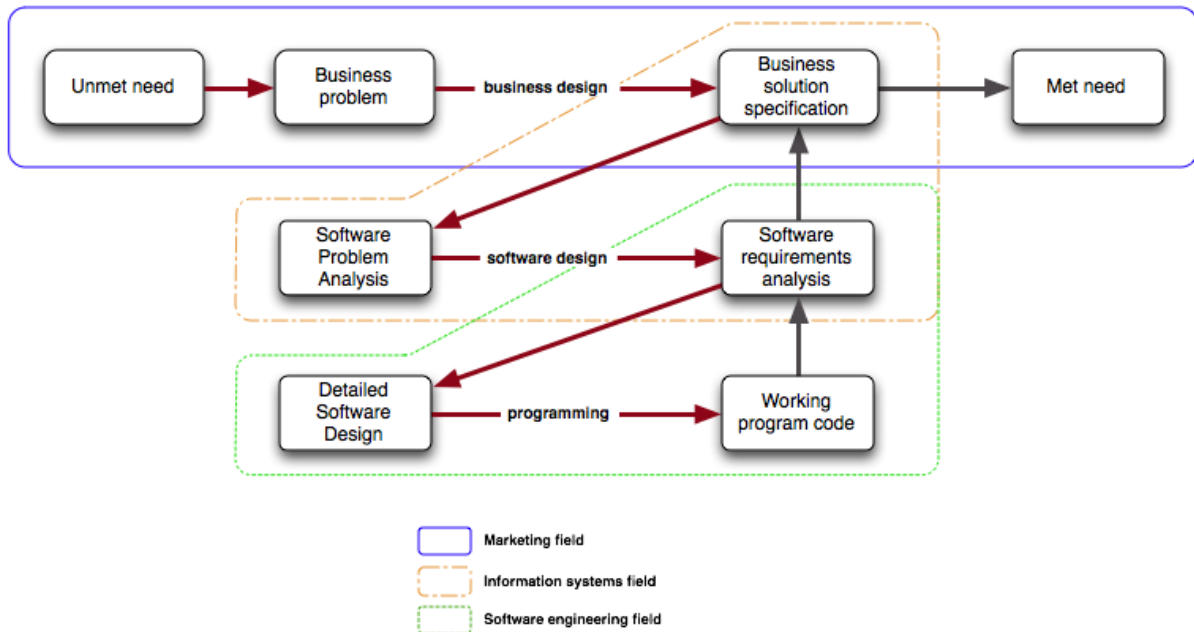 Unmet need
Business
problem
business design
Business
solution
specification
Met need
Software
Problem
Analysis
software design
Software
requirements
analysis
Detailed
Software
Design
programming
Working
program code
Marketing field
Information systems field
Software engineering field